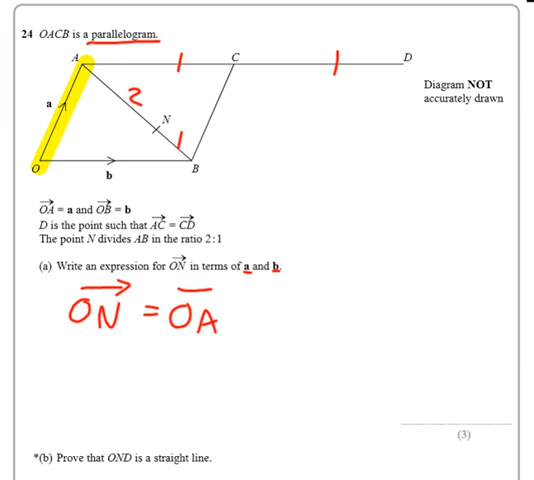 24 OACB is a parallelogram.
A
C
D
1
1
2
N
1
a
O
b
B
Diagram NOT
accurately drawn
OA⃗ = a and OB⃗ = b
D is the point such that AC⃗ = CD⃗
The point N divides AB in the ratio 2:1
(a) Write an expression for ON⃗ in terms of a and b.
ON⃗ = OA
(3)
*(b) Prove that OND is a straight line.